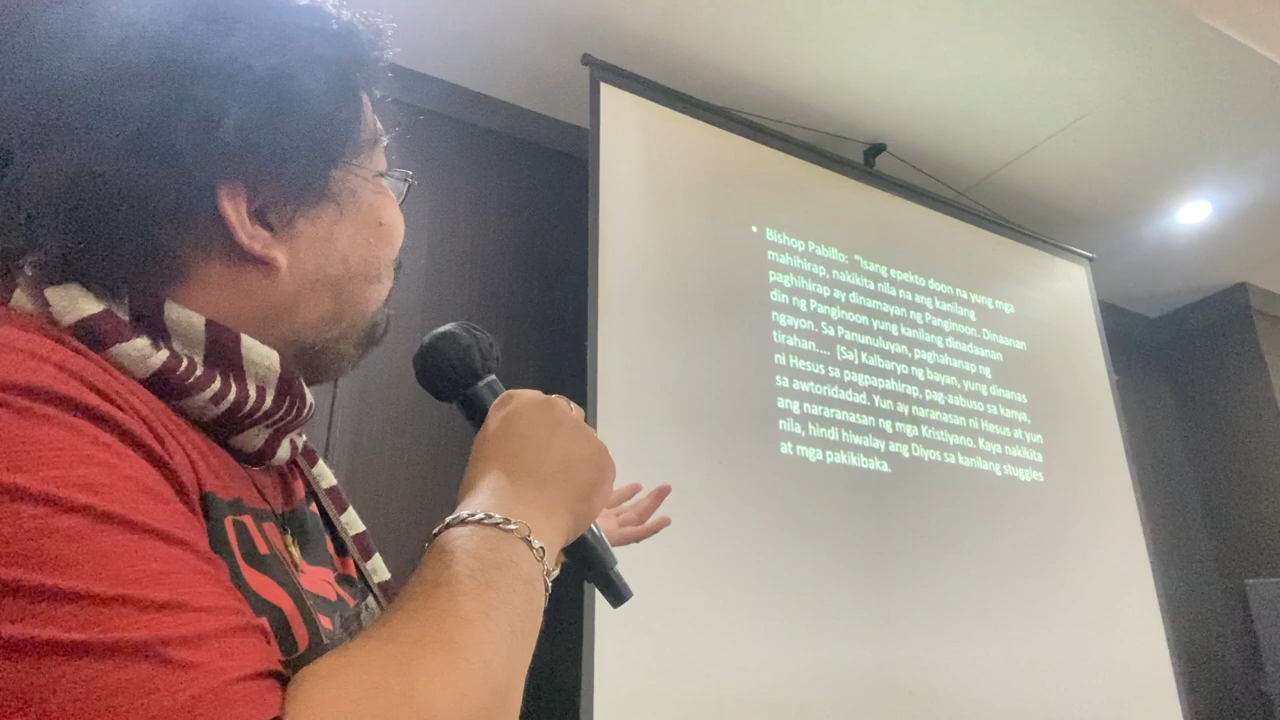 • Bishop Pabillo: "Isang epekto doon na yung mga
mahihirap, nakikita nila na ang kanilang
paghihirap ay dinamayan ng Panginoon. Dinaanan
din ng Panginoon yung kanilang dinadaanan
ngayon. Sa Panunuluyan, paghahanap ng
tirahan.... [Sa] Kalbaryo ng bayan, yung dinanas
ni Hesus sa pagpapahirap, pag-aabuso sa kanya,
sa awtoridadad. Yun ay naranasan ni Hesus at yun
ang nararanasan ng mga Kristiyano. Kaya nakikita
nila, hindi hiwalay ang Diyos sa kanilang stuggies
at mga pakikibaka.